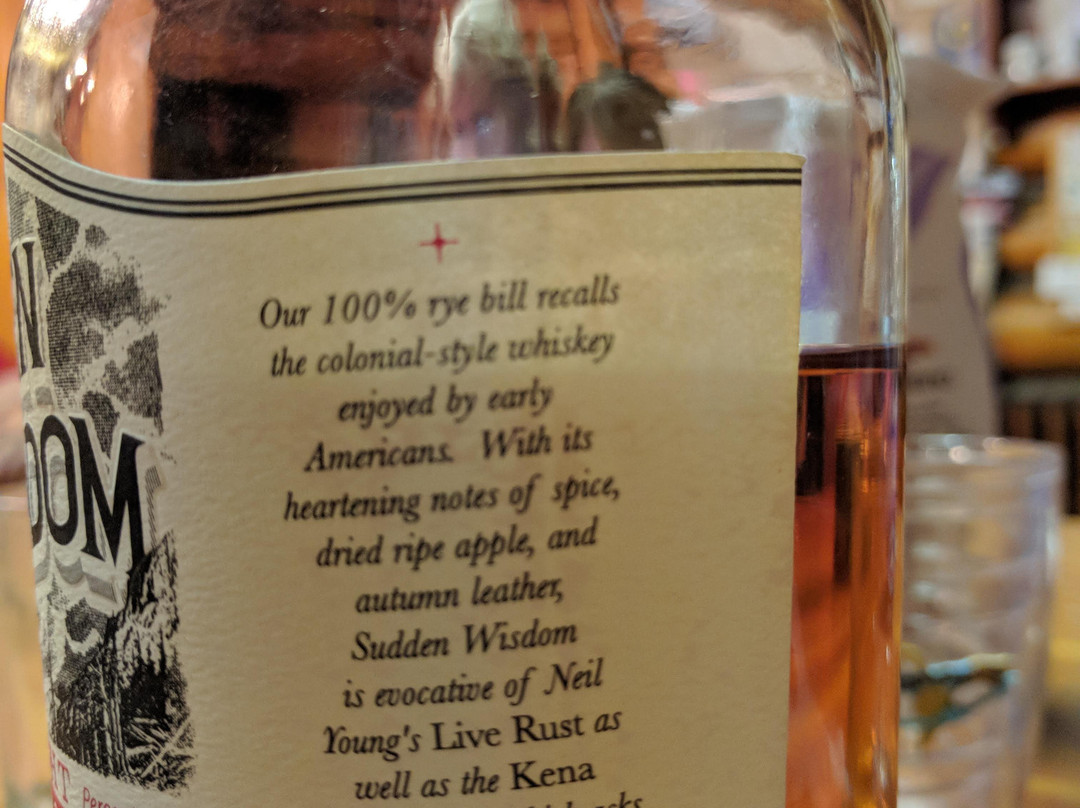 N
DOM
Our 100% rye bill recalls
the colonial-style whiskey
enjoyed by early
Americans. With its
heartening notes of spice,
dried ripe apple, and
autumn leather,
Sudden Wisdom
is evocative of Neil
Young's Live Rust as
well as the Kena